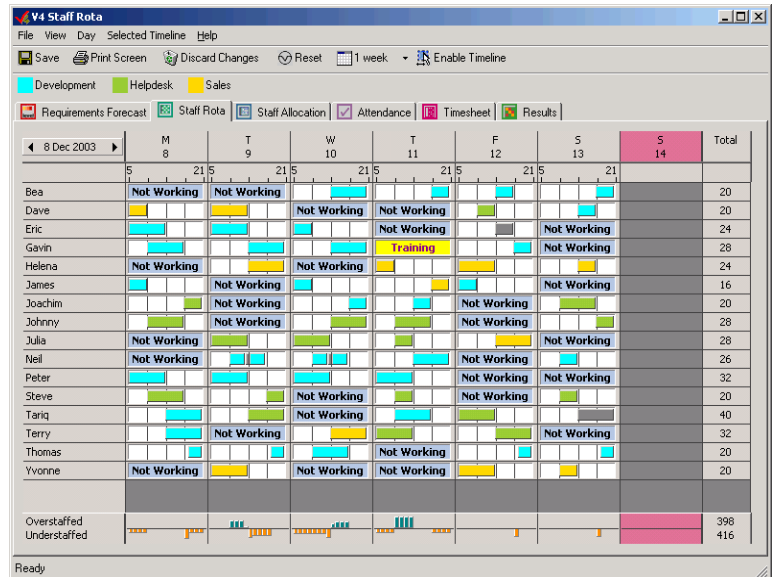 V4 Staff Rota
File View Day Selected Timeline Help
Save Print Screen Discard Changes Reset 1 week Enable Timeline
Development Helpdesk Sales
Requirements Forecast Staff Rota Staff Allocation Attendance Timesheet Results
8 Dec 2003 M T W T F S S Total
8 9 10 11 12 13 14
5 21 5 21 5 21 5 21 5 21 5 21
Bea Not Working Not Working 20
Dave Not Working Not Working 20
Eric Not Working Not Working 24
Gavin Training Not Working 28
Helena Not Working Not Working 24
James Not Working Not Working 16
Joachim Not Working Not Working 20
Johnny Not Working Not Working 28
Julia Not Working Not Working 28
Neil Not Working Not Working 26
Peter Not Working Not Working 32
Steve Not Working Not Working 20
Tariq Not Working 40
Terry Not Working Not Working 32
Thomas Not Working 20
Yvonne Not Working Not Working Not Working 20
Overstaffed 398
Understaffed 416
Ready